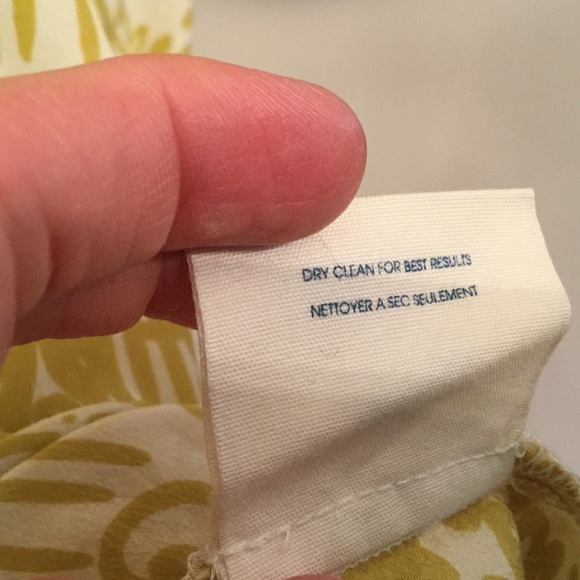 DRY CLEAN FOR BEST RESULTS
NETTOYER A SEC SEULEMENT